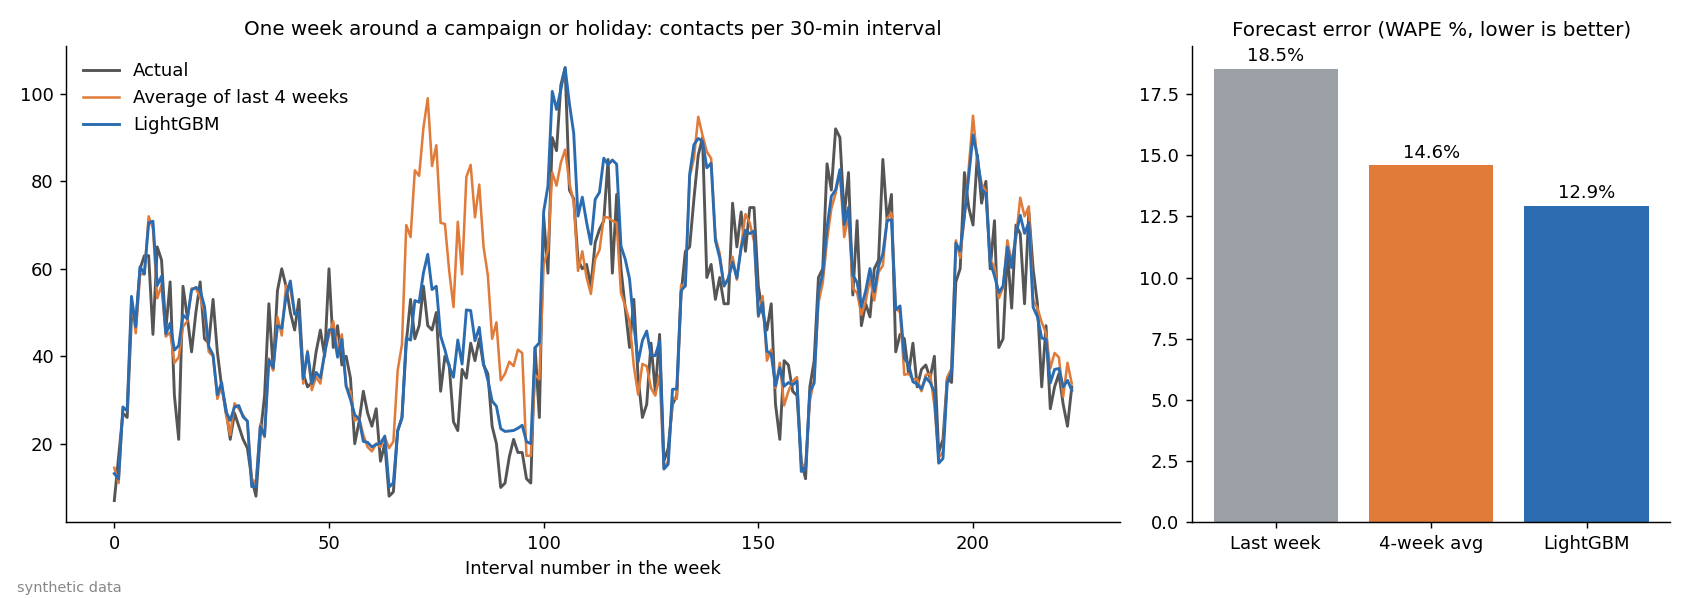 One week around a campaign or holiday: contacts per 30-min interval
Actual
Average of last 4 weeks
LightGBM
100
80
60
40
20
0
50
100
150
200
Interval number in the week
synthetic data
Forecast error (WAPE %, lower is better)
18.5%
14.6%
12.9%
17.5
15.0
12.5
10.0
7.5
5.0
2.5
0.0
Last week
4-week avg
LightGBM